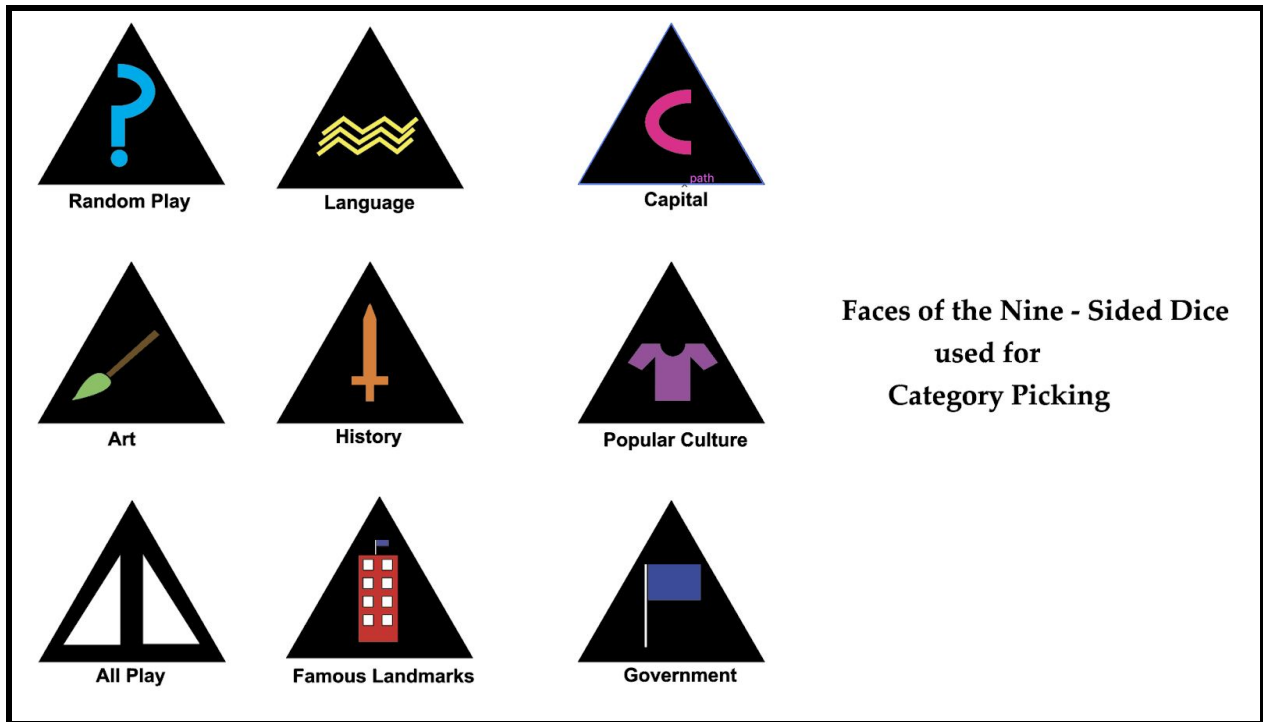 Random Play
Language
path
Capital
Art
History
Popular Culture
Faces of the Nine - Sided Dice
used for
Category Picking
All Play
Famous Landmarks
Government